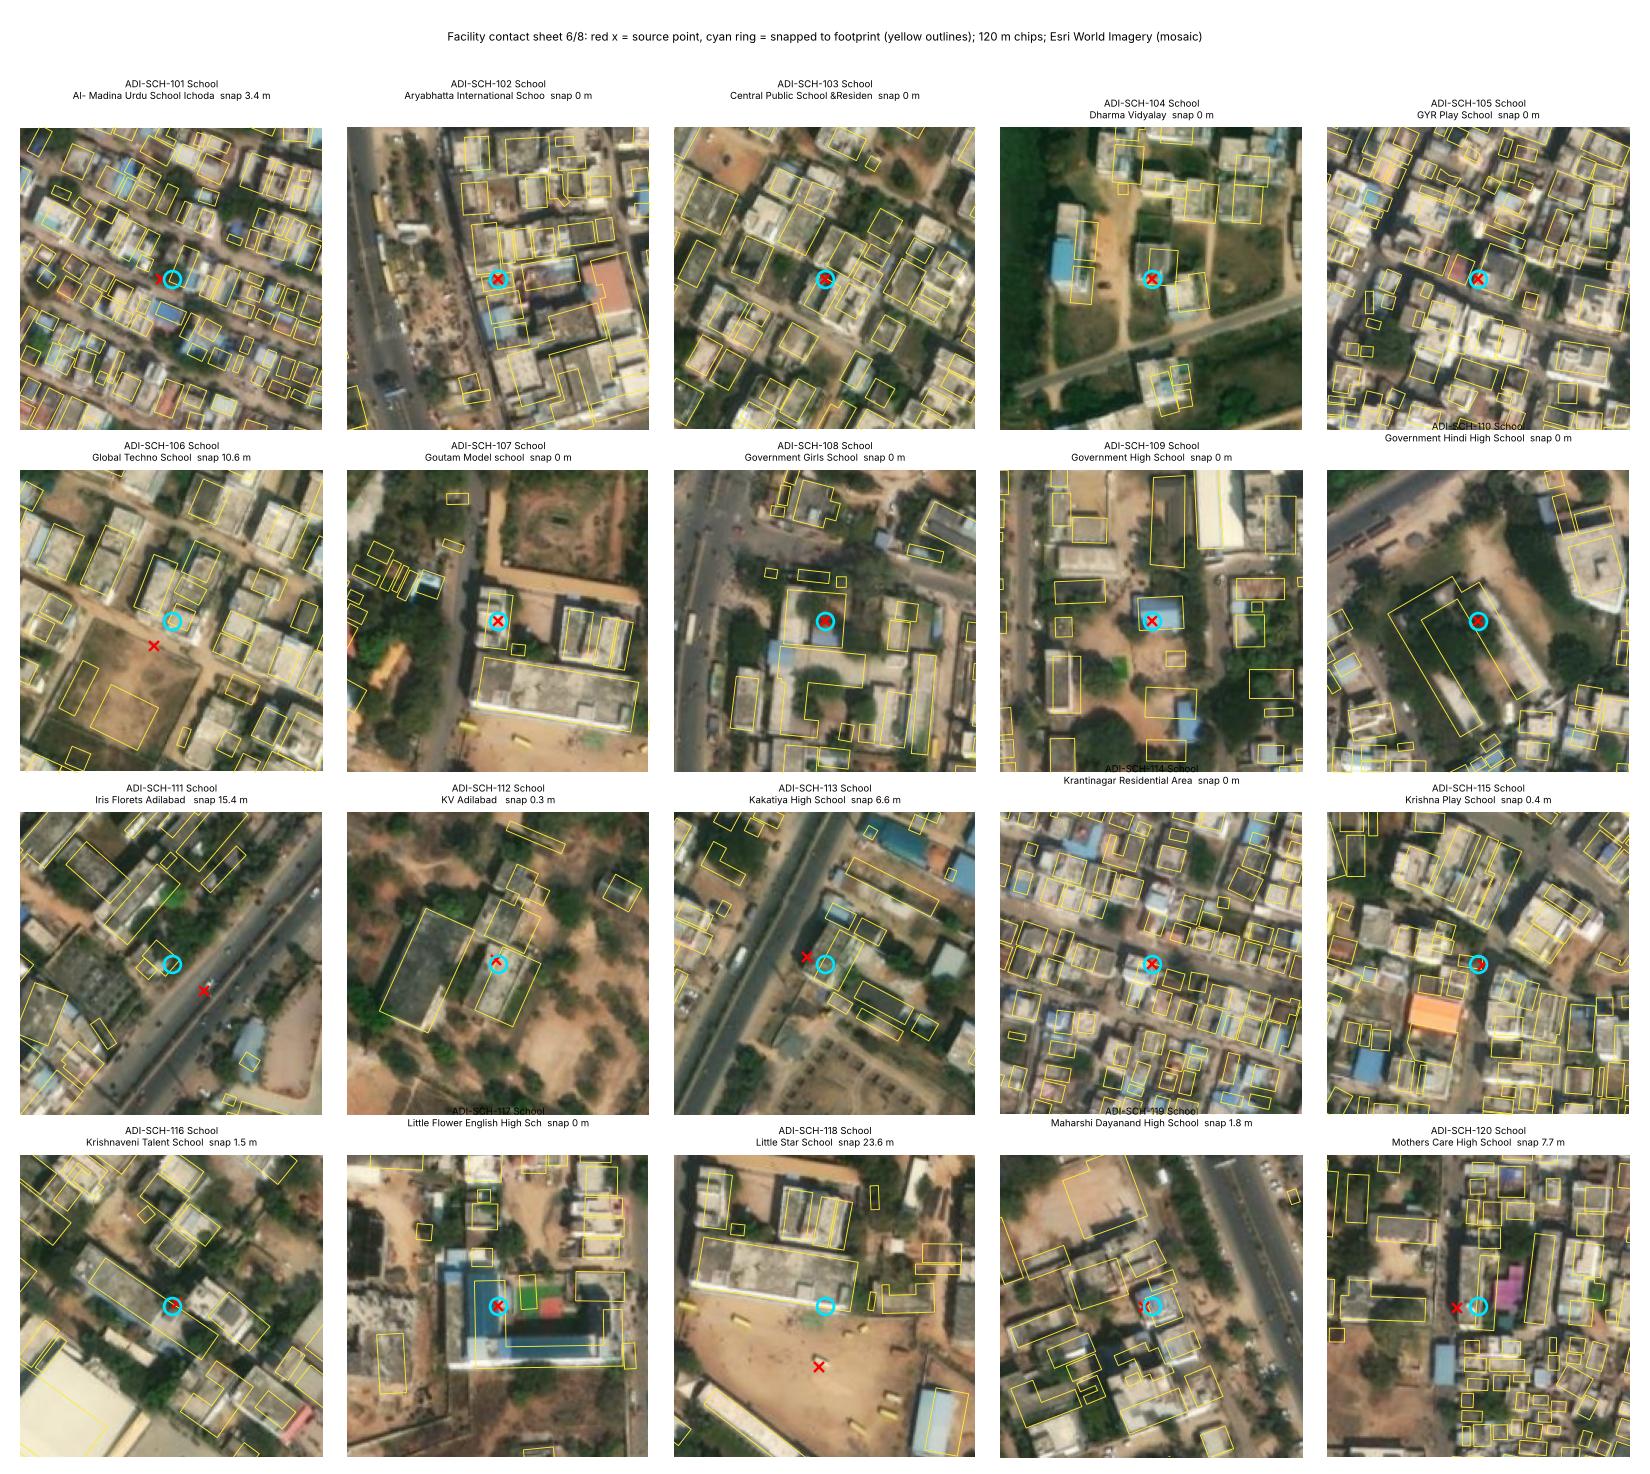 Facility contact sheet 6/8: red x = source point, cyan ring = snapped to footprint (yellow outlines); 120 m chips; Esri World Imagery (mosaic)
ADI-SCH-101 School
Al- Madina Urdu School Ichoda  snap 3.4 m
ADI-SCH-102 School
Aryabhatta International Schoo  snap 0 m
ADI-SCH-103 School
Central Public School &Residen  snap 0 m
ADI-SCH-104 School
Dharma Vidyalay  snap 0 m
ADI-SCH-105 School
GYR Play School  snap 0 m
ADI-SCH-106 School
Global Techno School  snap 10.6 m
ADI-SCH-107 School
Goutam Model school  snap 0 m
ADI-SCH-108 School
Government Girls School  snap 0 m
ADI-SCH-109 School
Government High School  snap 0 m
ADI-SCH-110 School
Government Hindi High School  snap 0 m
ADI-SCH-111 School
Iris Florets Adilabad   snap 15.4 m
ADI-SCH-112 School
KV Adilabad   snap 0.3 m
ADI-SCH-113 School
Kakatiya High School  snap 6.6 m
ADI-SCH-114 School
Krantinagar Residential Area  snap 0 m
ADI-SCH-115 School
Krishna Play School  snap 0.4 m
ADI-SCH-116 School
Krishnaveni Talent School  snap 1.5 m
ADI-SCH-117 School
Little Flower English High Sch  snap 0 m
ADI-SCH-118 School
Little Star School  snap 23.6 m
ADI-SCH-119 School
Maharshi Dayanand High School  snap 1.8 m
ADI-SCH-120 School
Mothers Care High School  snap 7.7 m